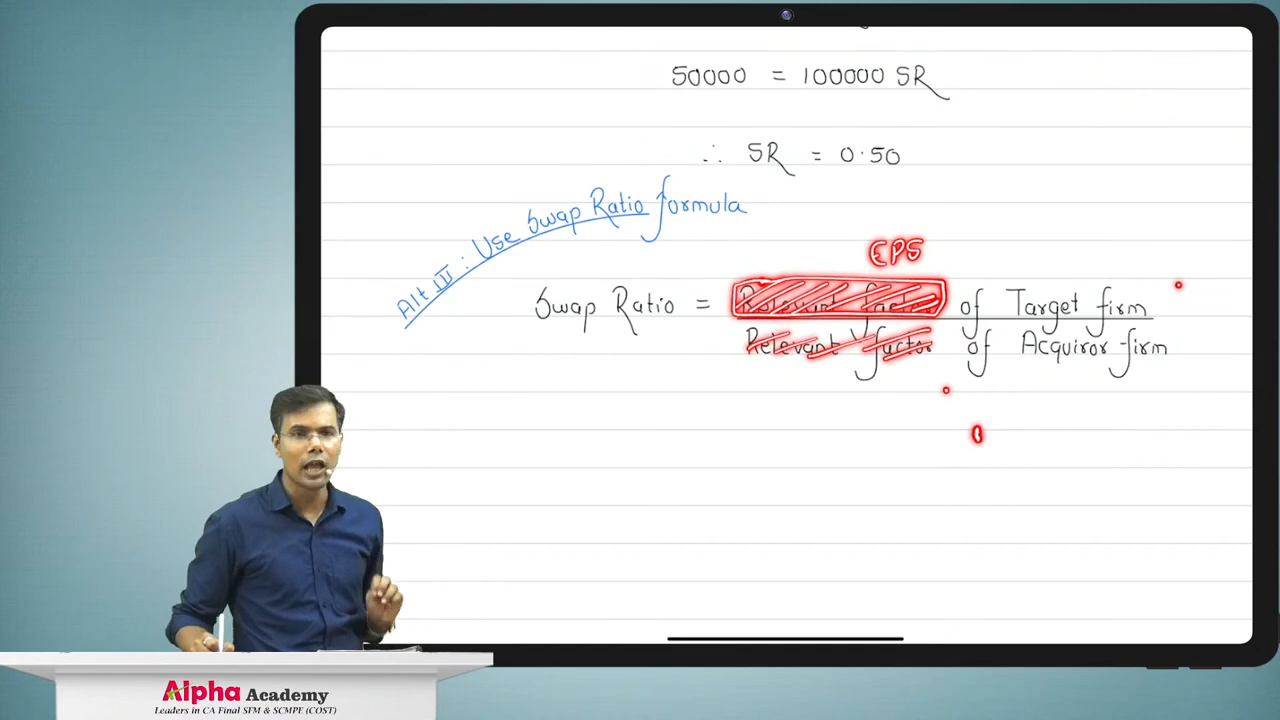 50000 = 100000 SR
∴ SR = 0.50
Alt III : Use Swap Ratio formula
EPS
Swap Ratio = Relevant factor of Target firm
Relevant factor of Acquiror firm
Alpha Academy
Leaders in CA Final SFM & SCMPE (COST)